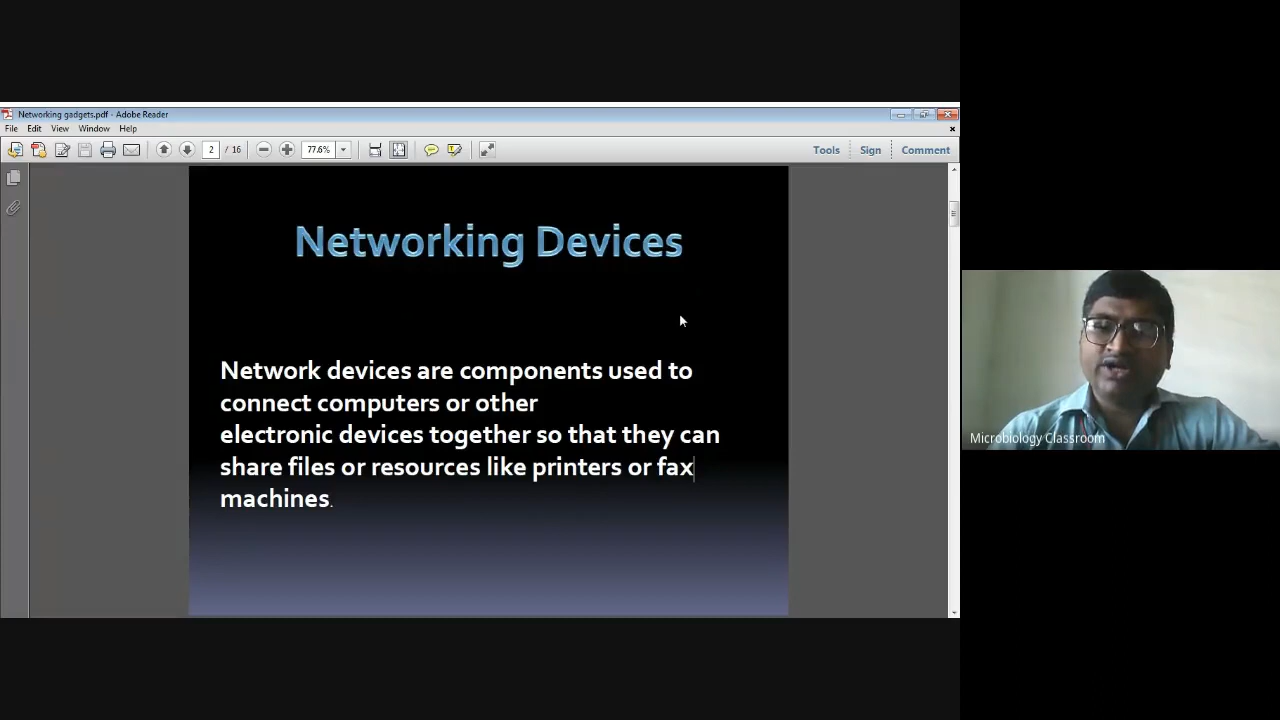 Networking gadgets.pdf - Adobe Reader
File Edit View Window Help
2 / 16 77.6% Tools Sign Comment
Networking Devices
Network devices are components used to
connect computers or other
electronic devices together so that they can
share files or resources like printers or fax
machines.
Microbiology Classroom